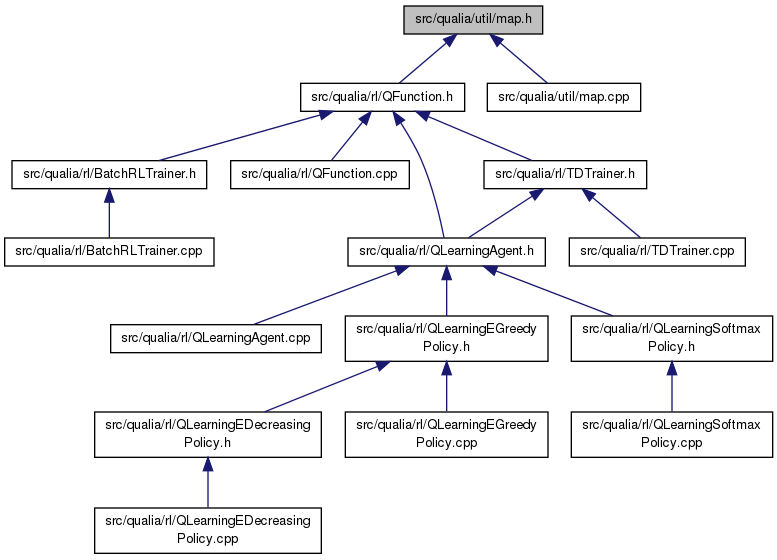 src/qualia/util/map.h
src/qualia/rl/QFunction.h
src/qualia/util/map.cpp
src/qualia/rl/BatchRLTrainer.h
src/qualia/rl/QFunction.cpp
src/qualia/rl/TDTrainer.h
src/qualia/rl/BatchRLTrainer.cpp
src/qualia/rl/QLearningAgent.h
src/qualia/rl/TDTrainer.cpp
src/qualia/rl/QLearningAgent.cpp
src/qualia/rl/QLearningEGreedy
Policy.h
src/qualia/rl/QLearningSoftmax
Policy.h
src/qualia/rl/QLearningEDecreasing
Policy.h
src/qualia/rl/QLearningEGreedy
Policy.cpp
src/qualia/rl/QLearningSoftmax
Policy.cpp
src/qualia/rl/QLearningEDecreasing
Policy.cpp